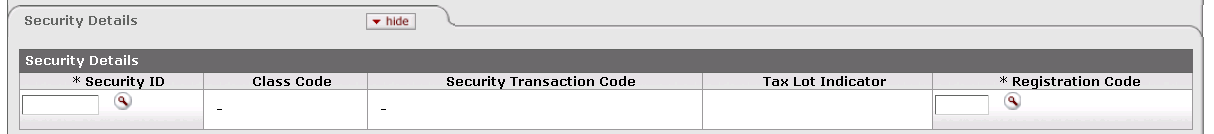 Security Details
hide
Security Details
* Security ID Class Code Security Transaction Code Tax Lot Indicator * Registration Code
- -